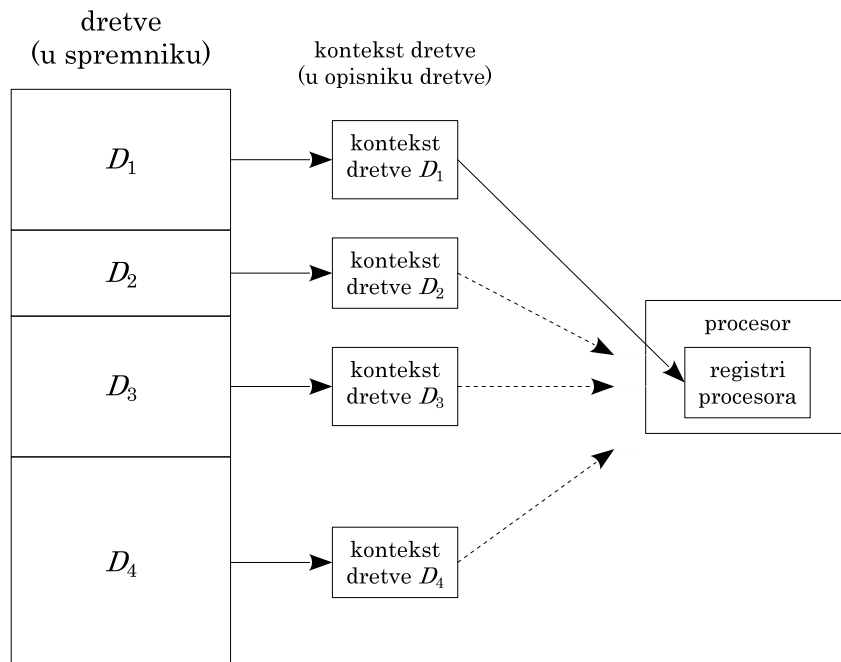 dretve
(u spremniku)
kontekst dretve
(u opisniku dretve)
D₁
kontekst
dretve D₁
D₂
kontekst
dretve D₂
procesor
registri
procesora
D₃
kontekst
dretve D₃
D₄
kontekst
dretve D₄